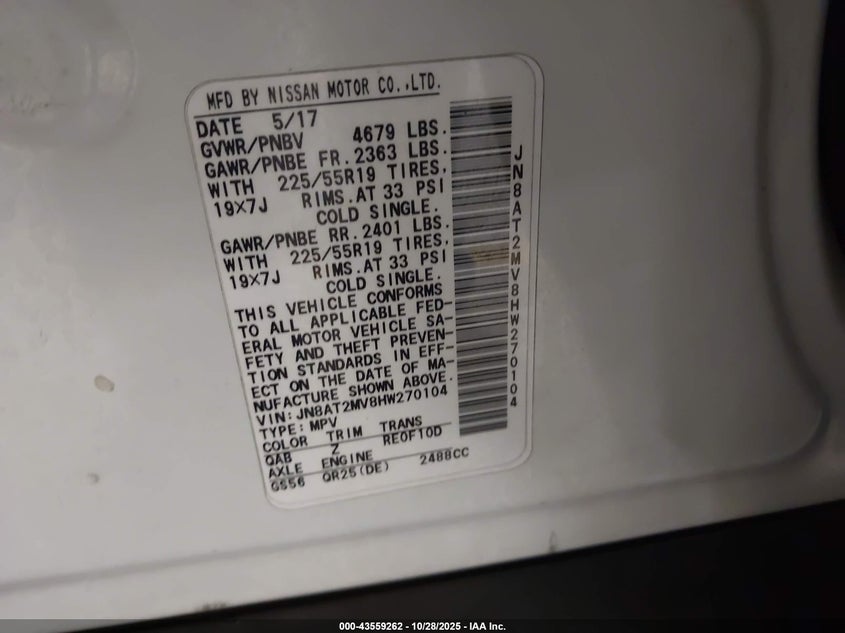 MFD BY NISSAN MOTOR CO.,LTD.
DATE 5/17
GVWR/PNBV 4679 LBS.
GAWR/PNBE FR. 2363 LBS.
WITH 225/55R19 TIRES,
19X7J RIMS.AT 33 PSI
COLD SINGLE.
GAWR/PNBE RR. 2401 LBS.
WITH 225/55R19 TIRES,
19X7J RIMS.AT 33 PSI
COLD SINGLE.
THIS VEHICLE CONFORMS
TO ALL APPLICABLE FED-
ERAL MOTOR VEHICLE SA-
FETY AND THEFT PREVEN-
TION STANDARDS IN EFF-
ECT ON THE DATE OF MA-
NUFACTURE SHOWN ABOVE.
VIN: JN8AT2MV8HW270104
TYPE: MPV
COLOR TRIM TRANS
QAB Z RE0F10D
AXLE ENGINE
GS56 QR25(DE) 2488CC
JN8AT2MV8HW270104
000-43559262 - 10/28/2025 - IAA Inc.